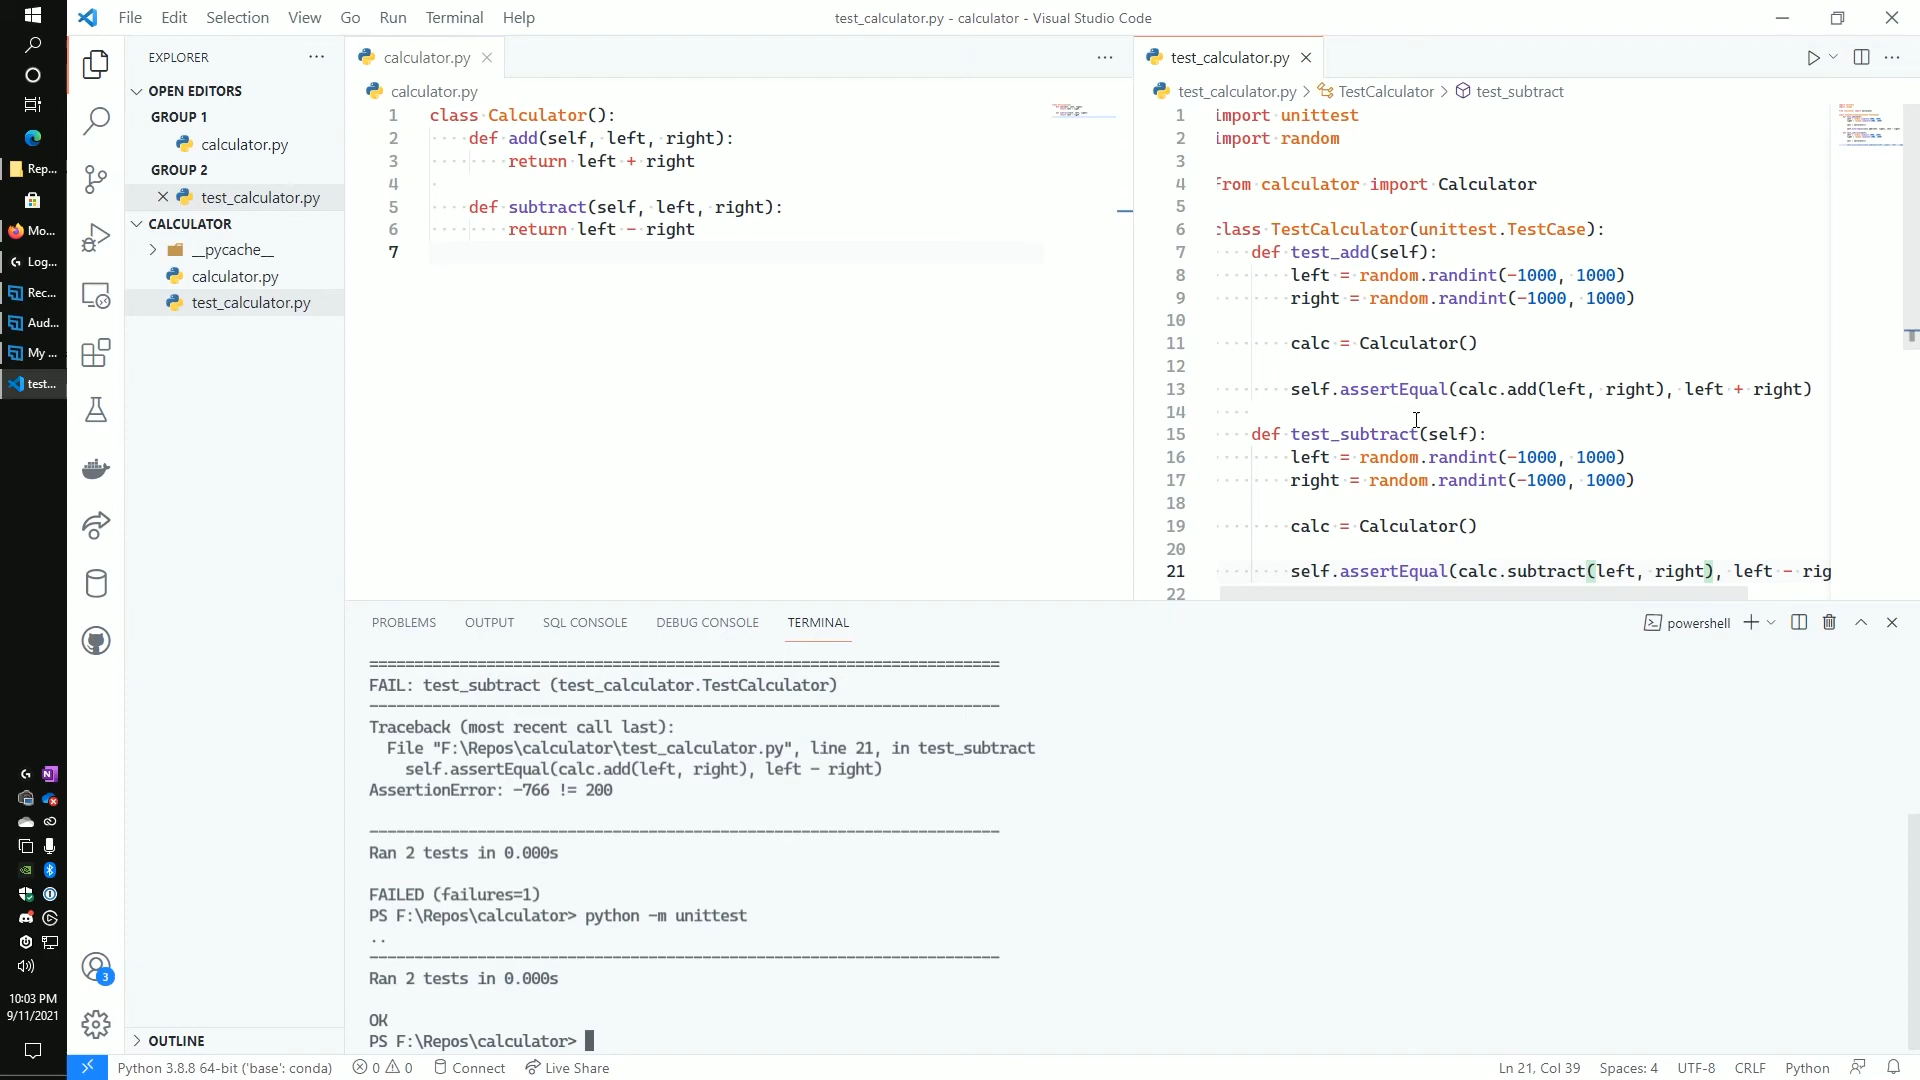 File Edit Selection View Go Run Terminal Help
test_calculator.py - calculator - Visual Studio Code
EXPLORER
OPEN EDITORS
GROUP 1
calculator.py
GROUP 2
test_calculator.py
CALCULATOR
__pycache__
calculator.py
test_calculator.py
OUTLINE
Rep...
Mo...
Log...
Rec...
Aud...
My ...
test...
10:03 PM
9/11/2021
3
calculator.py
calculator.py
1 class Calculator():
2 def add(self, left, right):
3 return left + right
4
5 def subtract(self, left, right):
6 return left - right
7
test_calculator.py
test_calculator.py > TestCalculator > test_subtract
1 import unittest
2 import random
3
4 from calculator import Calculator
5
6 class TestCalculator(unittest.TestCase):
7 def test_add(self):
8 left = random.randint(-1000, 1000)
9 right = random.randint(-1000, 1000)
10
11 calc = Calculator()
12
13 self.assertEqual(calc.add(left, right), left + right)
14
15 def test_subtract(self):
16 left = random.randint(-1000, 1000)
17 right = random.randint(-1000, 1000)
18
19 calc = Calculator()
20
21 self.assertEqual(calc.subtract(left, right), left - rig
22
PROBLEMS OUTPUT SQL CONSOLE DEBUG CONSOLE TERMINAL
powershell
======================================================================
FAIL: test_subtract (test_calculator.TestCalculator)
----------------------------------------------------------------------
Traceback (most recent call last):
File "F:\Repos\calculator\test_calculator.py", line 21, in test_subtract
self.assertEqual(calc.add(left, right), left - right)
AssertionError: -766 != 200
----------------------------------------------------------------------
Ran 2 tests in 0.000s
FAILED (failures=1)
PS F:\Repos\calculator> python -m unittest
..
----------------------------------------------------------------------
Ran 2 tests in 0.000s
OK
PS F:\Repos\calculator>
Python 3.8.8 64-bit ('base': conda) 0 0 Connect Live Share
Ln 21, Col 39 Spaces: 4 UTF-8 CRLF Python